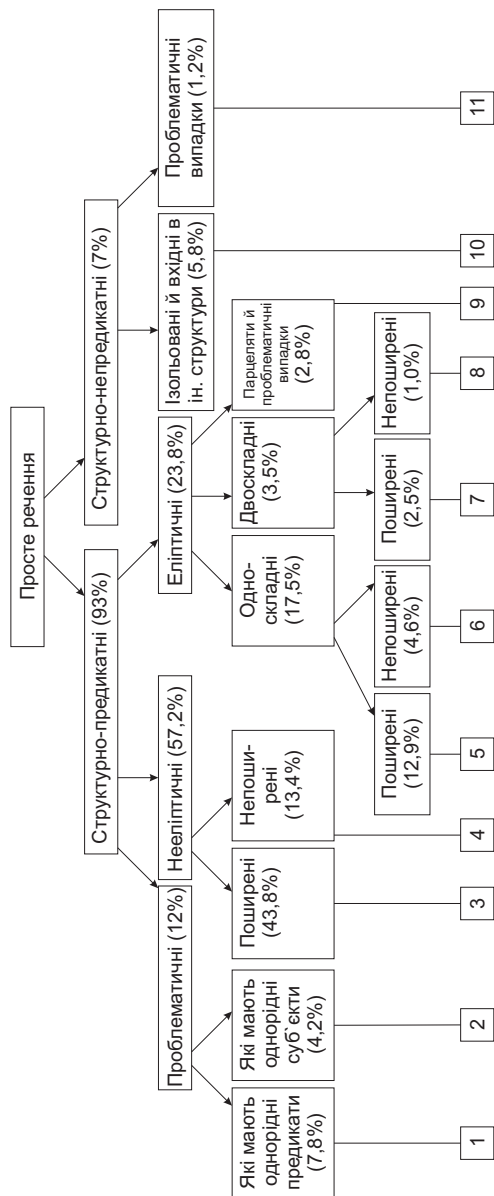 Просте речення
Структурно-предикатні (93%)
Структурно-непредикатні (7%)
Проблематичні (12%)
Нееліптичні (57,2%)
Еліптичні (23,8%)
Ізольовані й вхідні в
ін. структури (5,8%)
Проблематичні
випадки (1,2%)
Які мають
однорідні
предикати
(7,8%)
Які мають
однорідні
суб`єкти
(4,2%)
Поширені
(43,8%)
Непоши-
рені
(13,4%)
Одно-
складні
(17,5%)
Двоскладні
(3,5%)
Парцеляти й
проблематичні
випадки
(2,8%)
Поширені
(12,9%)
Непоширені
(4,6%)
Поширені
(2,5%)
Непоширені
(1,0%)
1
2
3
4
5
6
7
8
9
10
11